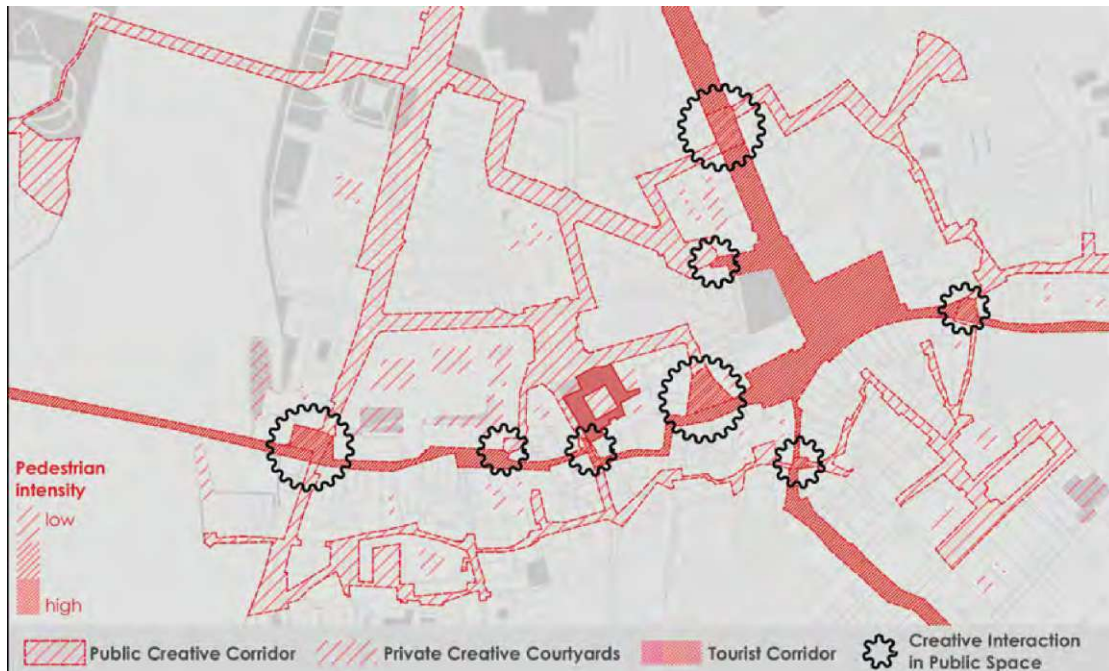 Pedestrian
intensity
low
high
Public Creative Corridor
Private Creative Courtyards
Tourist Corridor
Creative Interaction
in Public Space